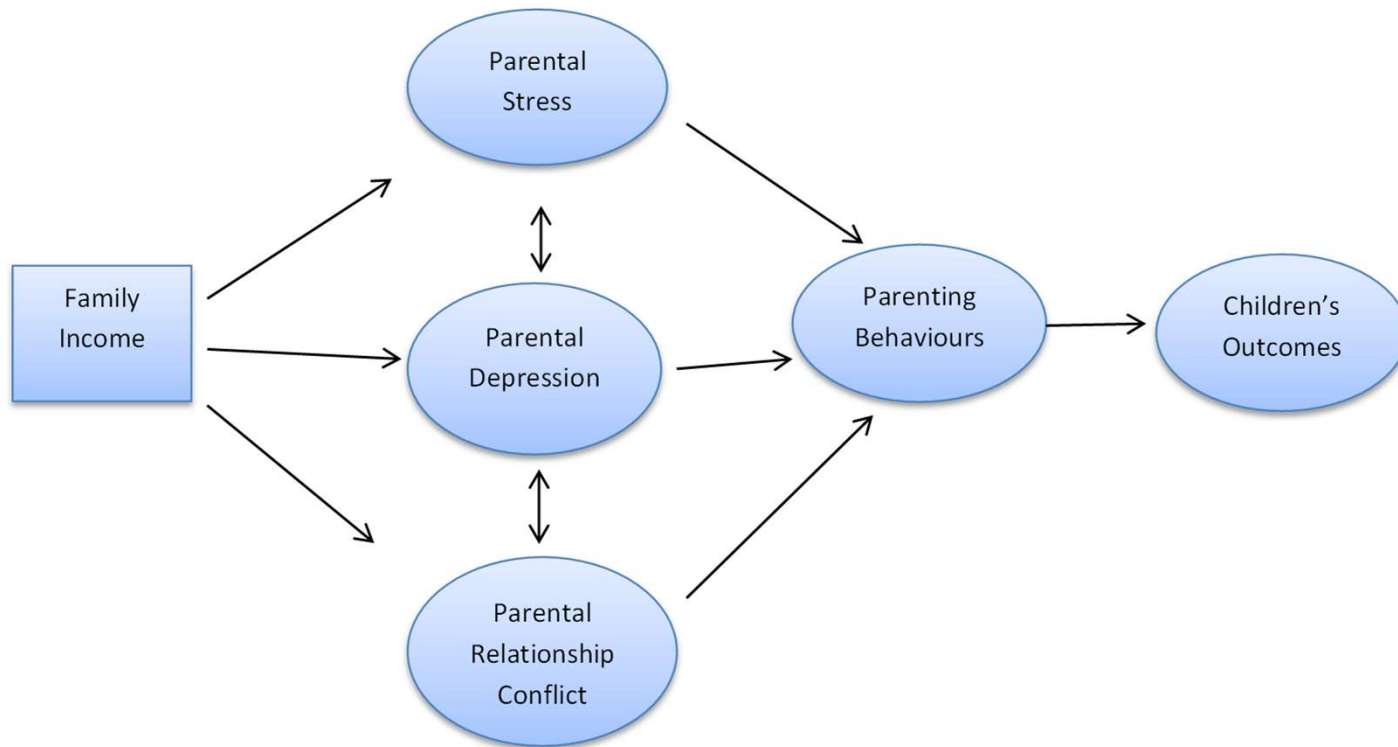 Parental
Stress
Family
Income
Parental
Depression
Parenting
Behaviours
Children’s
Outcomes
Parental
Relationship
Conflict